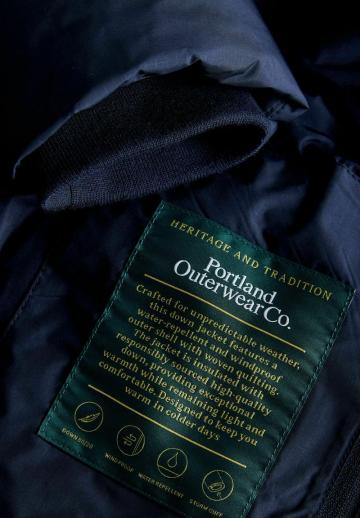 HERITAGE AND TRADITION
Portland
Outerwear Co.
Crafted for unpredictable weather,
this down jacket features a
water-repellent and windproof
outer shell with woven quilting.
The jacket is insulated with
responsibly sourced high-quality
down, providing exceptional
warmth while remaining light and
comfortable. Designed to keep you
warm in colder days
WINDPROOF
WATER REPELLENT
STORM CUFF